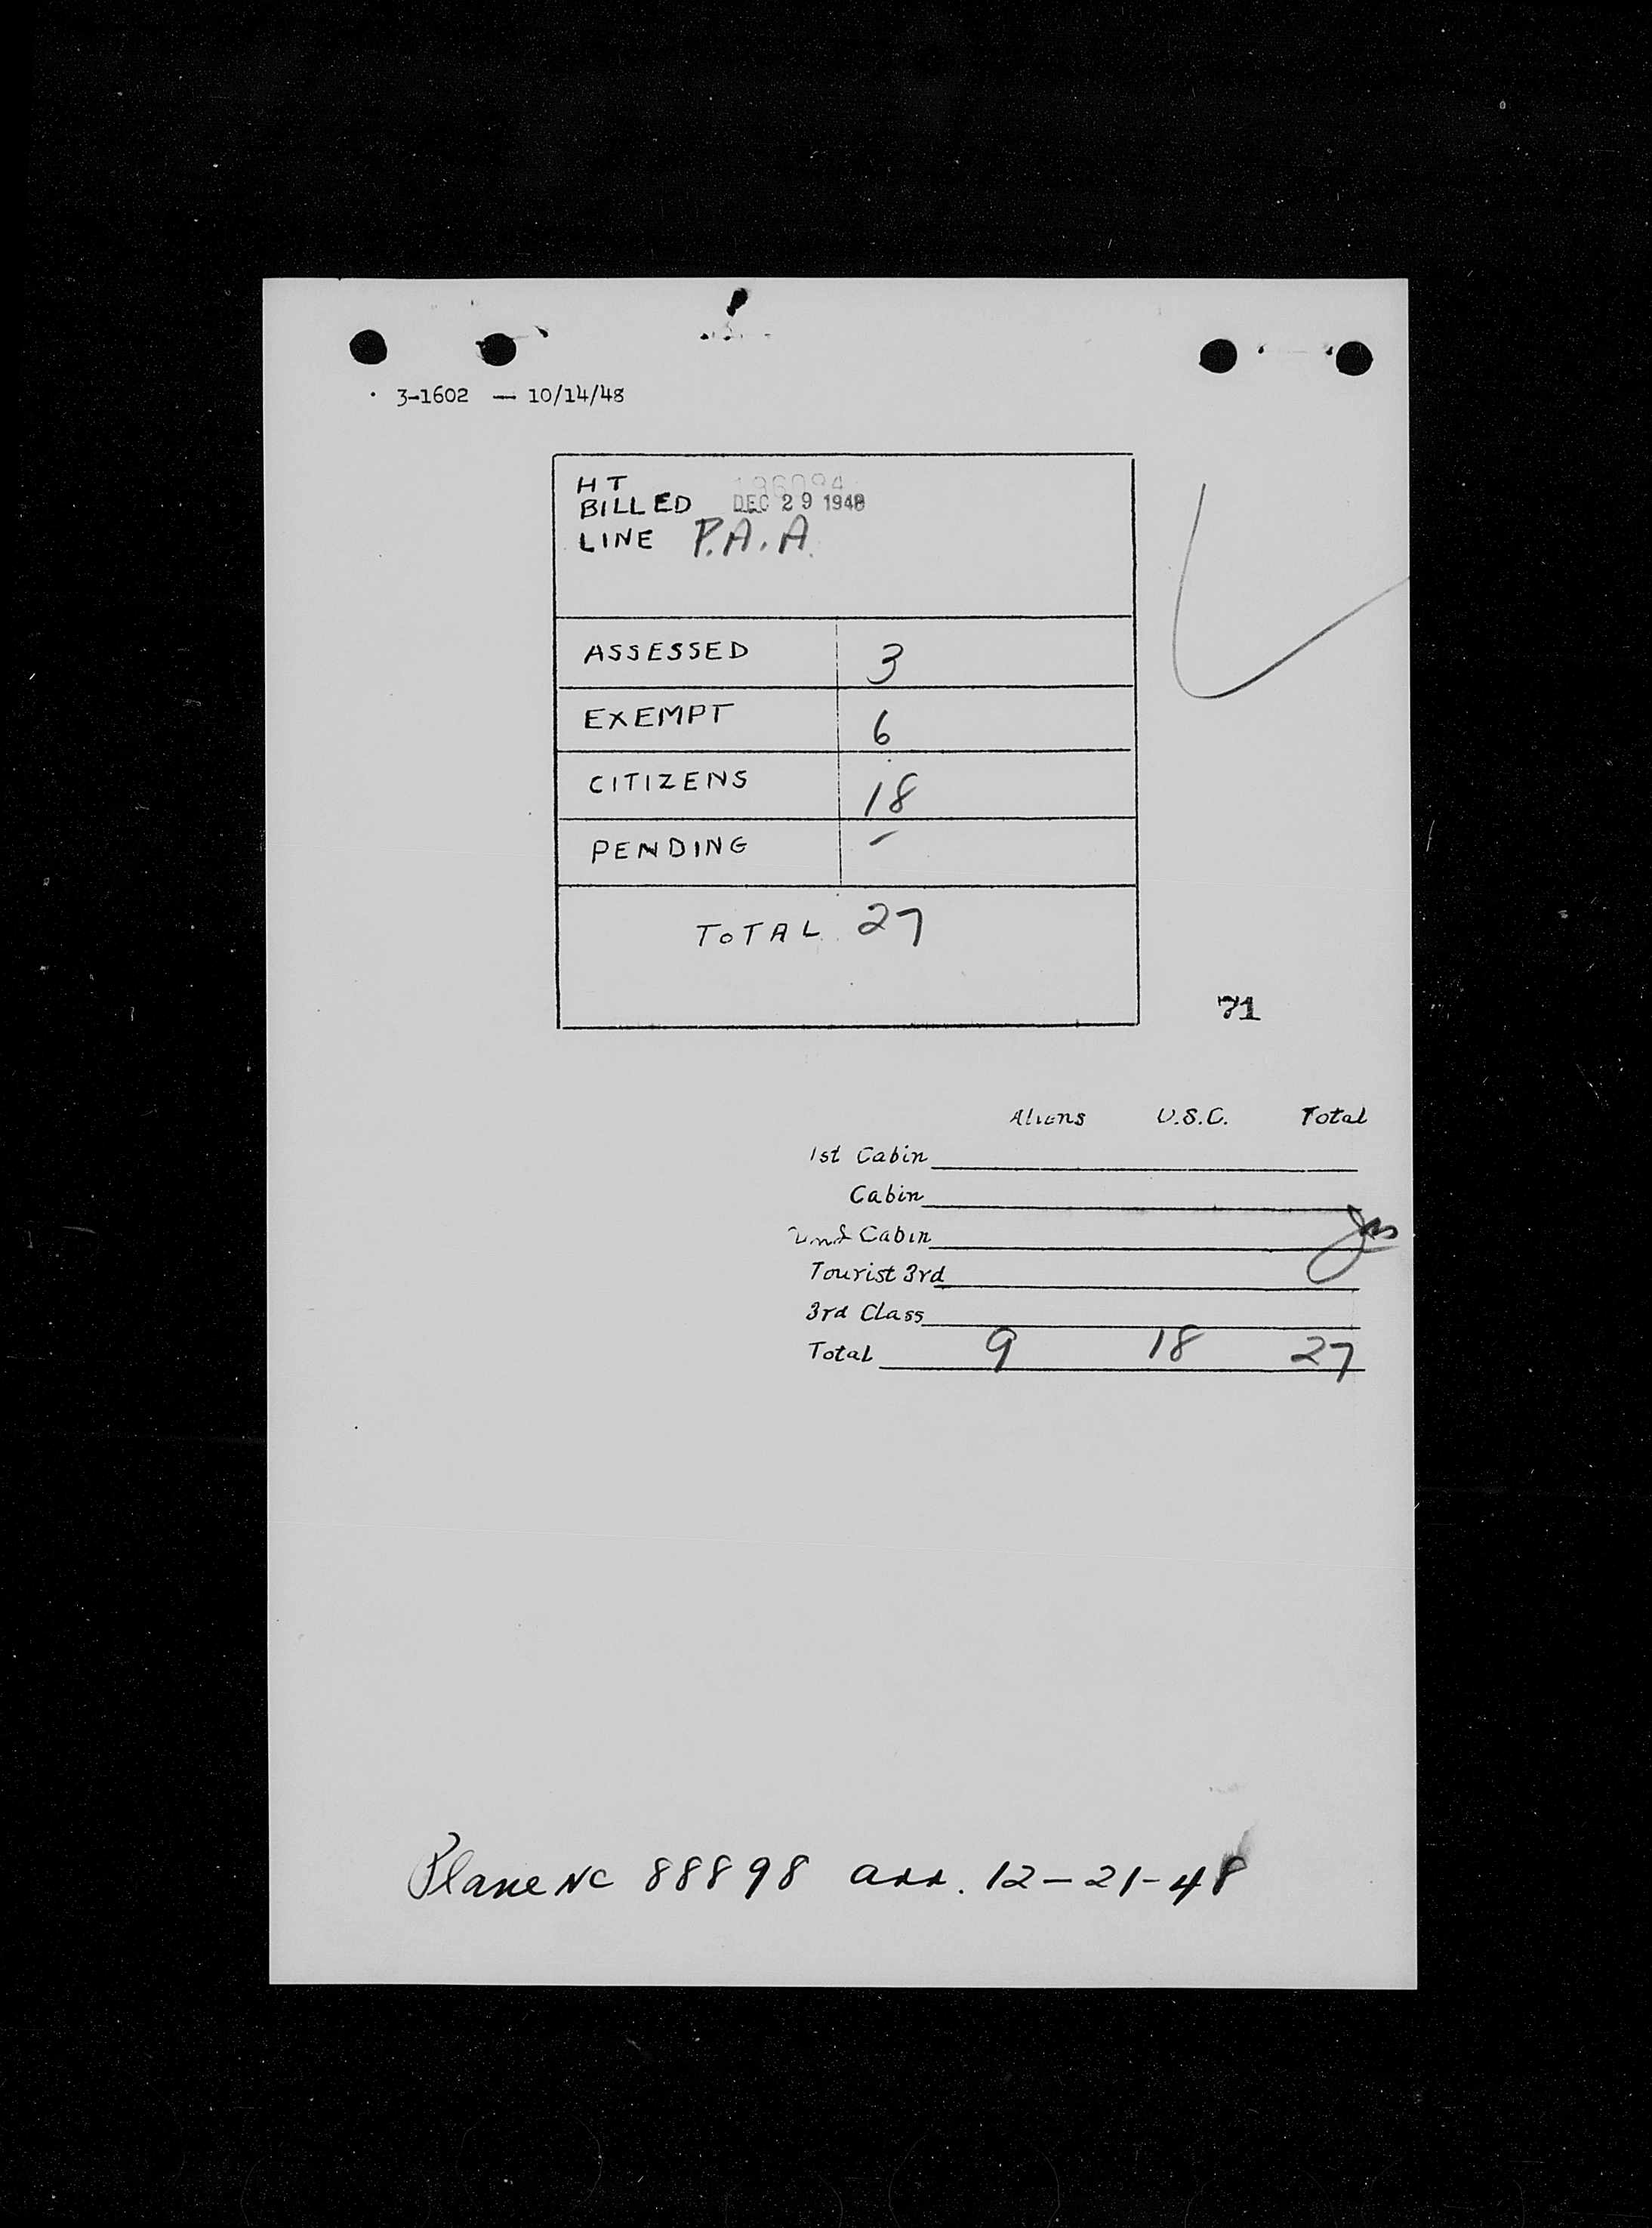 3-1602 — 10/14/48
HT
BILLED DEC 29 1948
LINE P.A.A.
ASSESSED 3
EXEMPT 6
CITIZENS 18
PENDING -
TOTAL 27
71
Aliens U.S.C. Total
1st Cabin
Cabin
2nd Cabin
Tourist 3rd
3rd Class
Total 9 18 27
Plane NC 88898 arr. 12-21-48